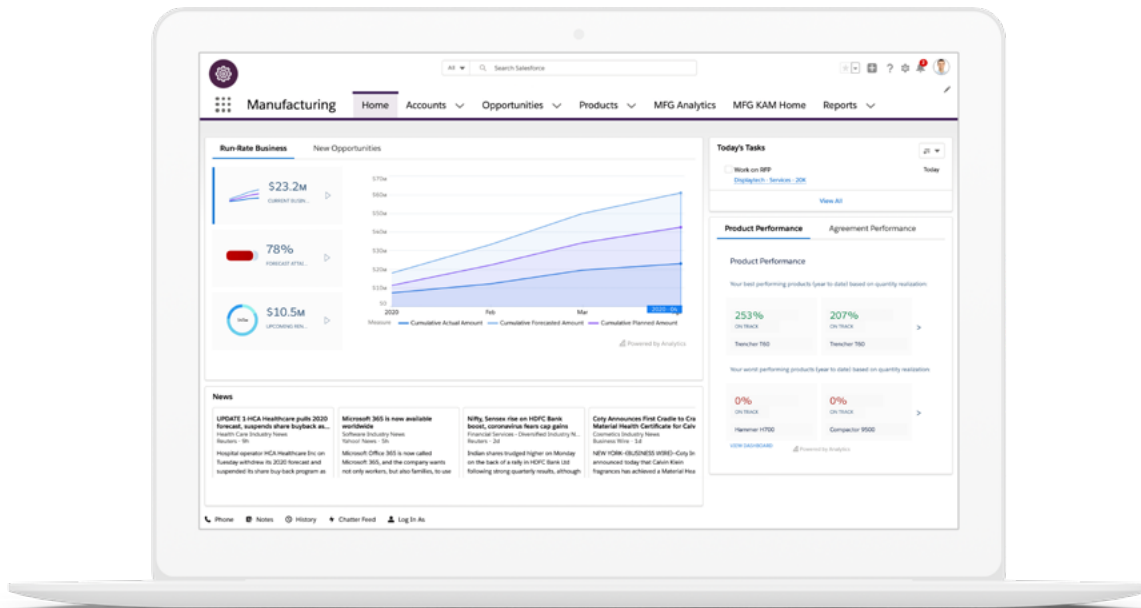 All
Search Salesforce
Manufacturing
Home
Accounts
Opportunities
Products
MFG Analytics
MFG KAM Home
Reports
Run-Rate Business
New Opportunities
$23.2M
CURRENT BUSIN...
78%
FORECAST ATTAI...
$10.5M
UPCOMING REN...
$70M
$60M
$50M
$40M
$30M
$20M
$10M
$0
2020
Feb
Mar
2020 - 04
Measure
Cumulative Actual Amount
Cumulative Forecasted Amount
Cumulative Planned Amount
Powered by Analytics
News
UPDATE 1-HCA Healthcare pulls 2020
forecast, suspends share buyback as...
Health Care Industry News
Reuters - 9h
Hospital operator HCA Healthcare Inc on
Tuesday withdrew its 2020 forecast and
suspended its share buy-back program as
Microsoft 365 is now available
worldwide
Software Industry News
Yahoo! News - 5h
Microsoft Office 365 is now called
Microsoft 365, and the company wants
not only workers, but also families, to use
Nifty, Sensex rise on HDFC Bank
boost, coronavirus fears cap gains
Financial Services - Diversified Industry N...
Reuters - 2d
Indian shares trudged higher on Monday
on the back of a rally in HDFC Bank Ltd
following strong quarterly results, although
Coty Announces First Cradle to Cra
Material Health Certificate for Calv
Cosmetics Industry News
Business Wire - 1d
NEW YORK--(BUSINESS WIRE)--Coty In
announced today that Calvin Klein
fragrances has achieved a Material Hea
Today's Tasks
Work on RFP
Today
Displaytech - Services - 20K
View All
Product Performance
Agreement Performance
Product Performance
Your best performing products (year to date) based on quantity realization
253%
ON TRACK
Trencher T60
207%
ON TRACK
Trencher T60
Your worst performing products (year to date) based on quantity realization
0%
ON TRACK
Hammer H700
0%
ON TRACK
Compactor 9500
VIEW DASHBOARD
Powered by Analytics
Phone
Notes
History
Chatter Feed
Log In As